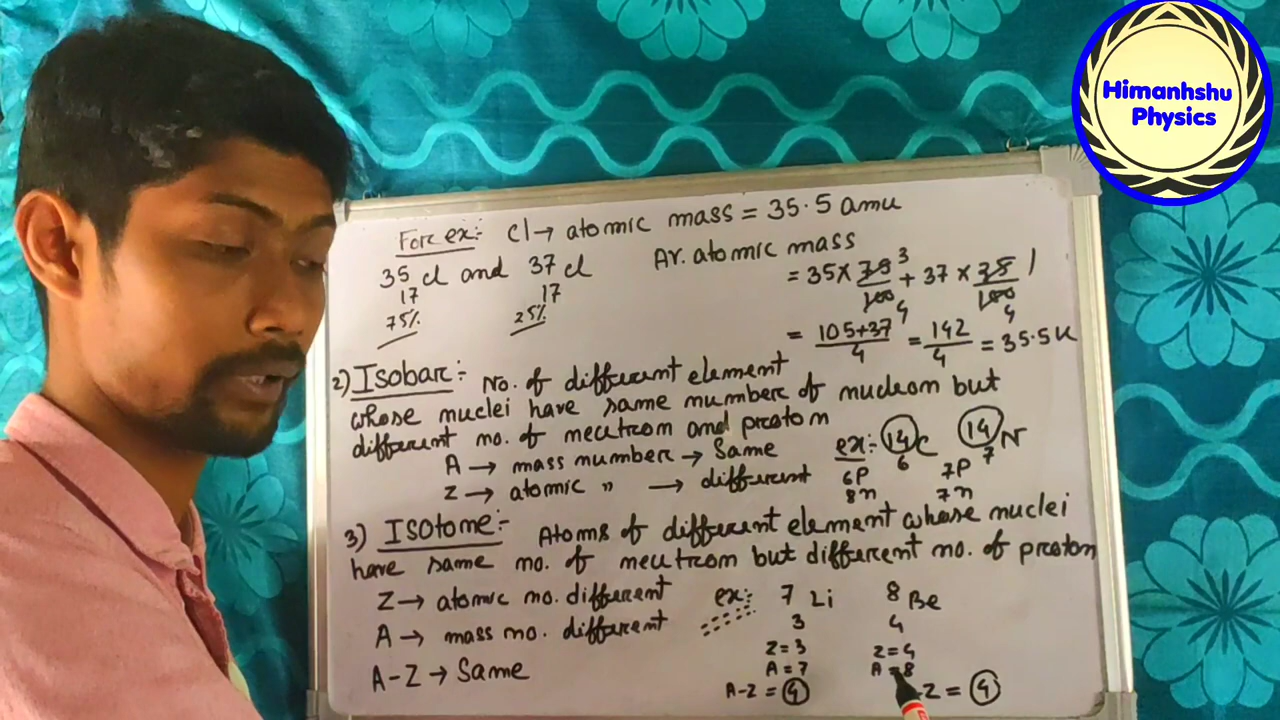 Himanhshu
Physics
For ex:- Cl → atomic mass = 35.5 amu
35 Cl and 37 Cl
17 17
75% 25%
Av. atomic mass
= 35 × 75 3 / 100 4 + 37 × 25 1 / 100 4
= 105+37 / 4 = 142 / 4 = 35.5 u
2) Isobar:- No. of different element
whose nuclei have same number of nucleon but
different no. of neutron and proton
A → mass number → Same
Z → atomic " → different
ex:- 14 C 14 N
6 7
6P 7P
8n 7n
3) Isotone:- Atoms of different element whose nuclei
have same no. of neutron but different no. of proton
Z → atomic no. different
A → mass no. different
A-Z → Same
ex:- 7 Li 8 Be
3 4
Z=3 Z=4
A=7 A=8
A-Z = 4 -Z = 4